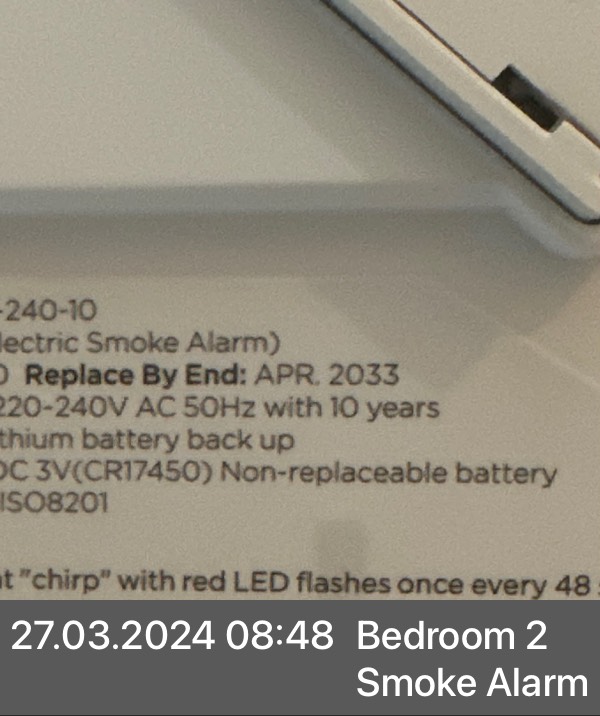 -240-10
lectric Smoke Alarm)
Replace By End: APR. 2033
220-240V AC 50Hz with 10 years
thium battery back up
DC 3V(CR17450) Non-replaceable battery
ISO8201
"chirp" with red LED flashes once every 48
27.03.2024 08:48 Bedroom 2
Smoke Alarm